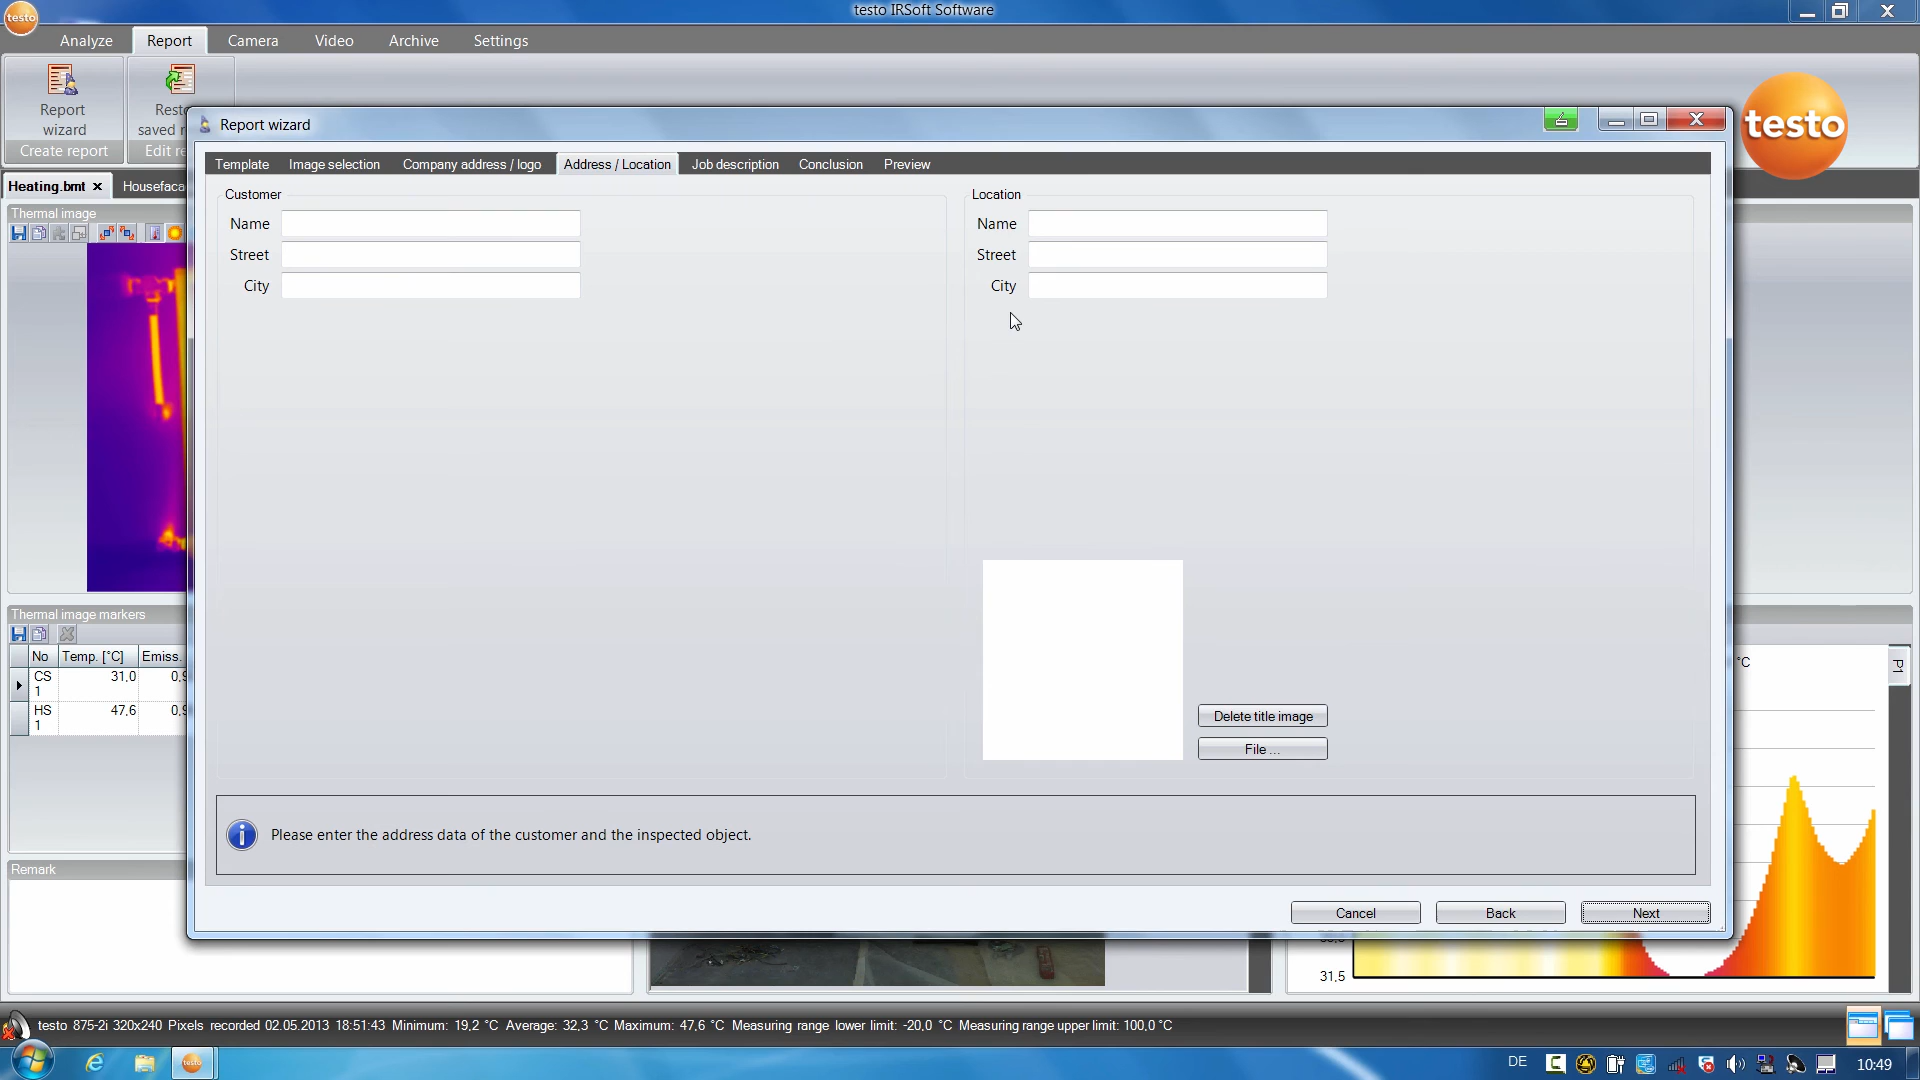 testo IRSoft Software
testo
Analyze
Report
Camera
Video
Archive
Settings
Report
wizard
Create report
saved
testo
Report wizard
Template
Image selection
Company address / logo
Address / Location
Job description
Conclusion
Preview
Heating.bmt
Thermal image
Customer
Name
Street
City
Location
Name
Street
City
Delete title image
File ...
Please enter the address data of the customer and the inspected object.
Cancel
Back
Next
Thermal image markers
No
Temp. [°C]
Emiss.
CS
1
31,0
HS
1
47,6
Remark
°C
P1
31,5
testo 875-2i 320x240 Pixels recorded 02.05.2013 18:51:43 Minimum: 19,2 °C Average: 32,3 °C Maximum: 47,6 °C Measuring range lower limit: -20,0 °C Measuring range upper limit: 100,0 °C
testo
DE
10:49